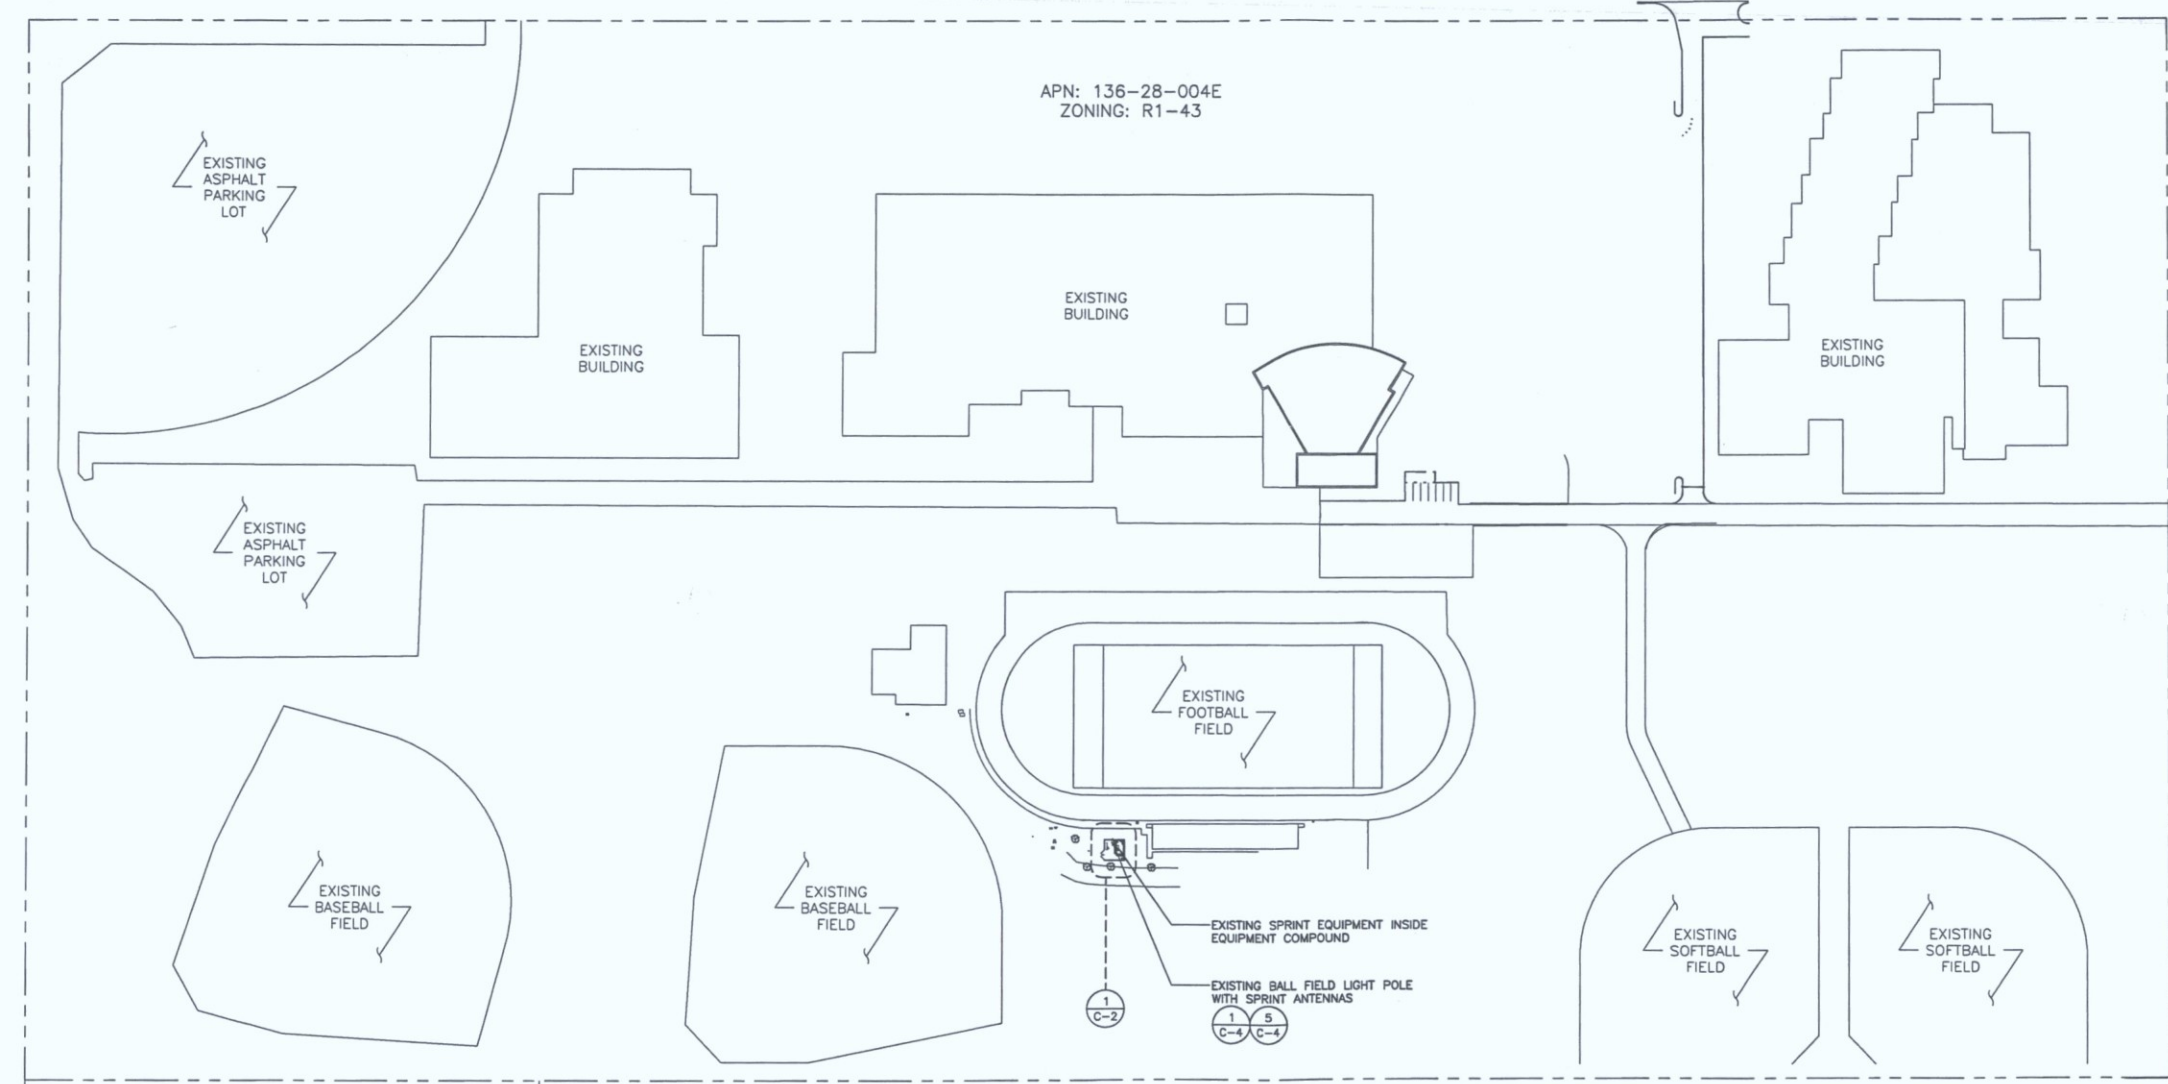 APN: 136-28-004E
ZONING: R1-43
EXISTING
ASPHALT
PARKING
LOT
EXISTING
BUILDING
EXISTING
BUILDING
EXISTING
BUILDING
EXISTING
ASPHALT
PARKING
LOT
EXISTING
FOOTBALL
FIELD
EXISTING
BASEBALL
FIELD
EXISTING
BASEBALL
FIELD
EXISTING SPRINT EQUIPMENT INSIDE
EQUIPMENT COMPOUND
EXISTING BALL FIELD LIGHT POLE
WITH SPRINT ANTENNAS
1
C-2
1
C-4
5
C-4
EXISTING
SOFTBALL
FIELD
EXISTING
SOFTBALL
FIELD